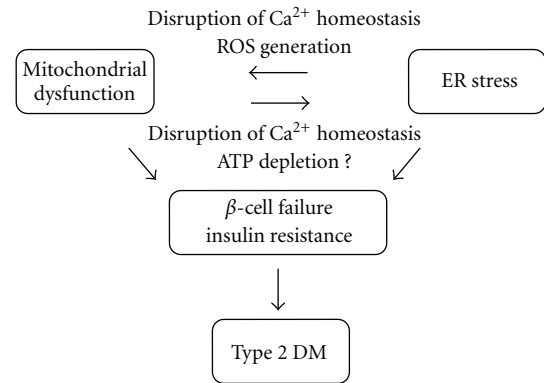 Disruption of Ca²⁺ homeostasis
ROS generation
Mitochondrial
dysfunction
ER stress
Disruption of Ca²⁺ homeostasis
ATP depletion ?
β-cell failure
insulin resistance
Type 2 DM